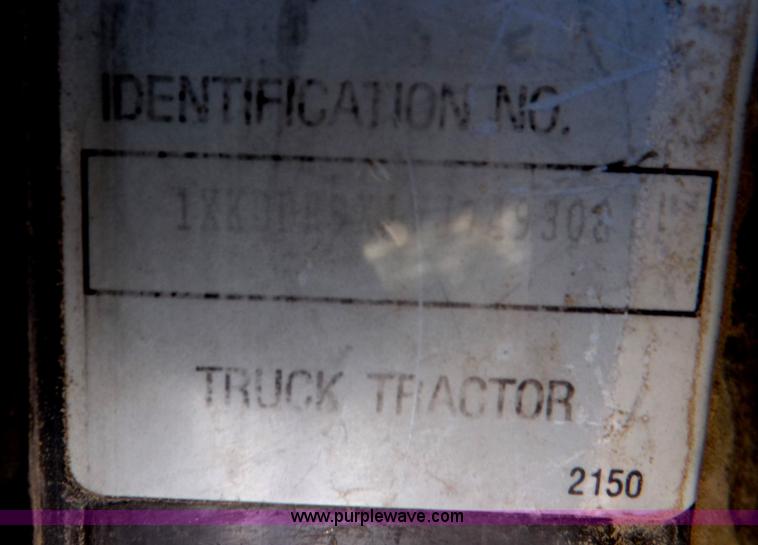 IDENTIFICATION NO.
TRUCK TRACTOR
2150
www.purplewave.com